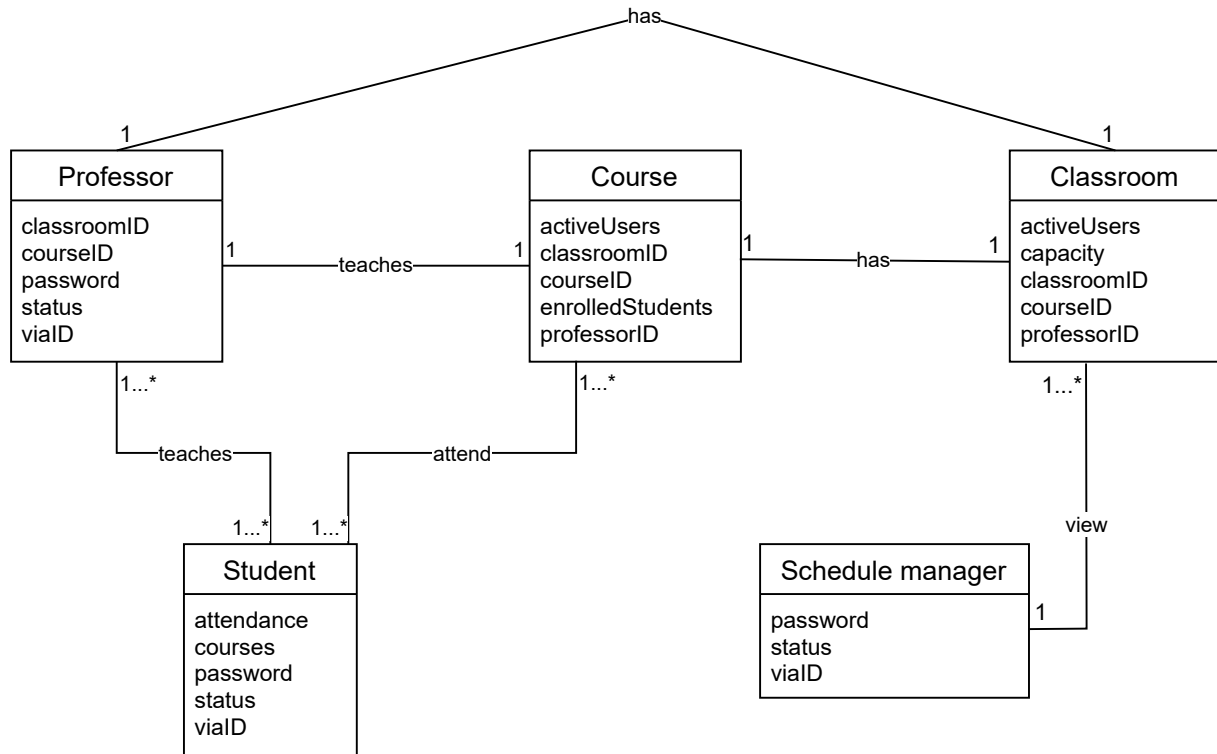 has
1
1
Professor
classroomID
courseID
password
status
viaID
Course
activeUsers
classroomID
courseID
enrolledStudents
professorID
Classroom
activeUsers
capacity
classroomID
courseID
professorID
1
teaches
1
1
has
1
1...*
teaches
1...*
1...*
attend
1...*
1...*
view
1
Student
attendance
courses
password
status
viaID
Schedule manager
password
status
viaID